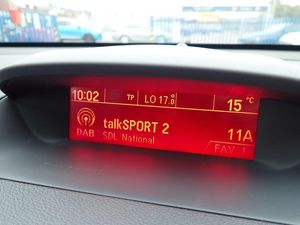 10:02 TP LO 17.0 15 °C
talkSPORT 2
DAB SDL National 11A
FAV 1